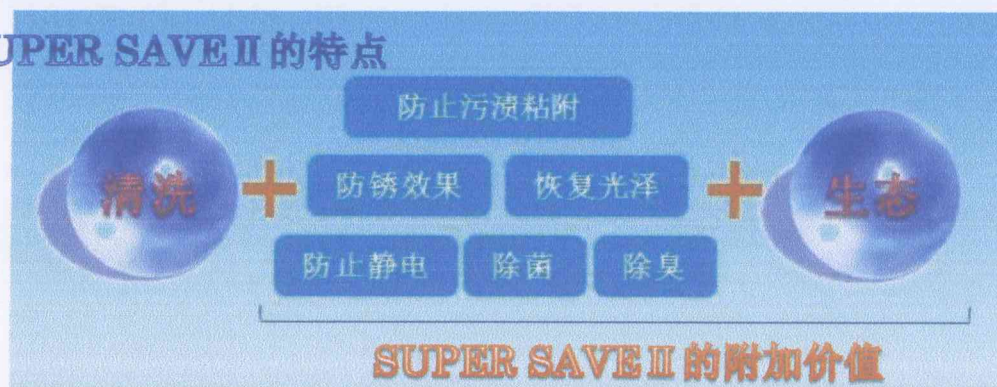 UPER SAVE II 的特点
防止污渍粘附
清洗 + 防锈效果 恢复光泽 + 生态
防止静电 除菌 除臭
SUPER SAVE II 的附加价值